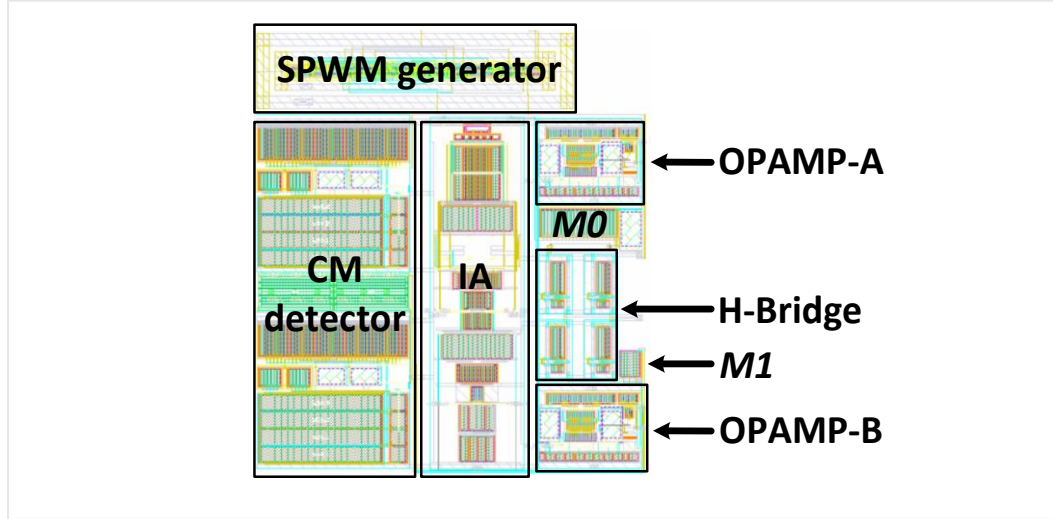 SPWM generator
OPAMP-A
M0
CM
detector
IA
H-Bridge
M1
OPAMP-B